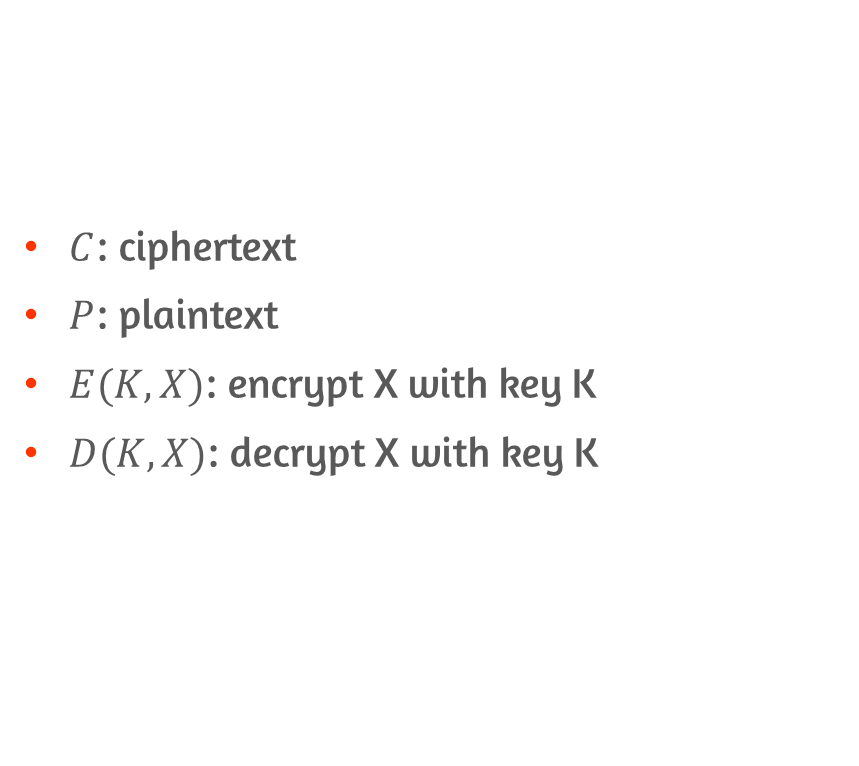 • C: ciphertext
• P: plaintext
• E(K, X): encrypt X with key K
• D(K, X): decrypt X with key K